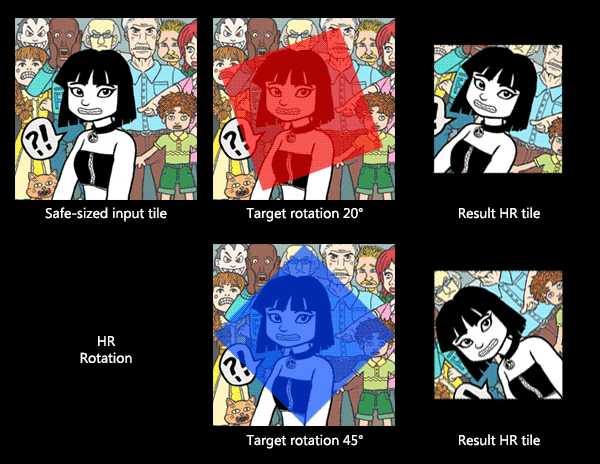 ?!
?!
Safe-sized input tile
Target rotation 20°
Result HR tile
HR
Rotation
?!
Target rotation 45°
Result HR tile